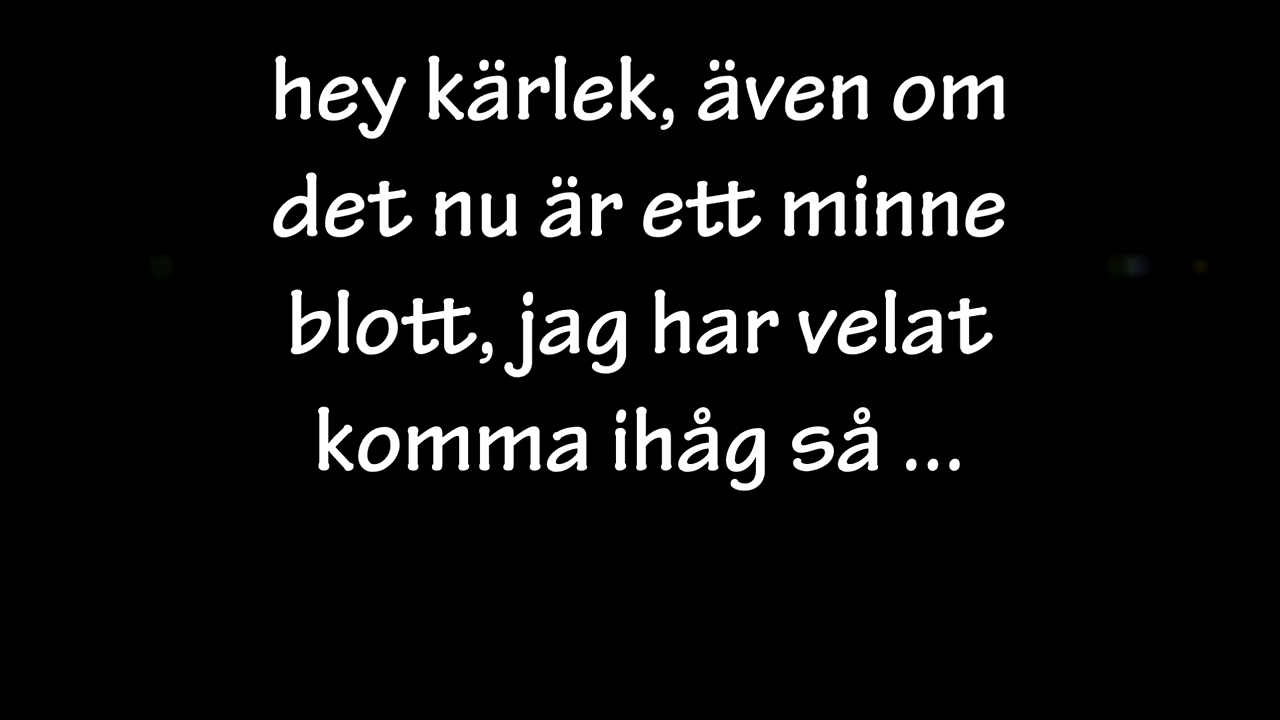 hey kärlek, även om
det nu är ett minne
blott, jag har velat
komma ihåg så ...